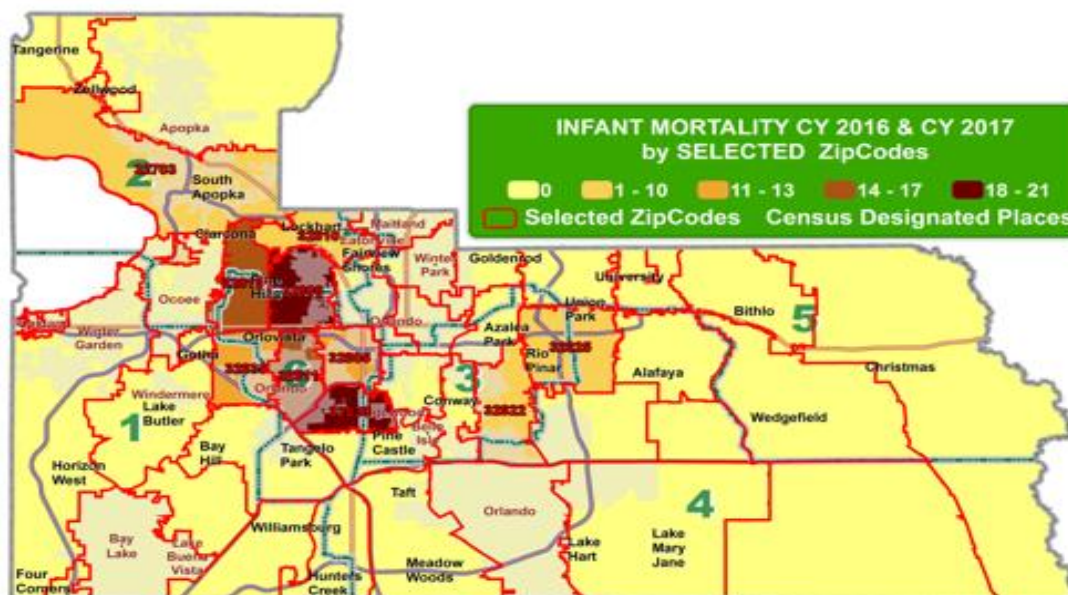 Tangerine
Zellwood
Apopka
INFANT MORTALITY CY 2016 & CY 2017
by SELECTED ZipCodes
0 1 - 10 11 - 13 14 - 17 18 - 21
Selected ZipCodes Census Designated Places
2
32703
South
Apopka
Clarcona
Lockhart
32810
Maitland
Eatonville
Fairview
Shores
Winter
Park
Goldenrod
University
Hills
Ocoee
Union
Park
Bithlo
5
Orlando
Winter
Garden
Orlovista
Azalea
Park
Gotha
32825
Rio
Pinar
Christmas
6
32811
Orlando
3
Alafaya
Windermere
Conway
32822
1
Lake
Butler
Wedgefield
Belle
Isle
Bay
Hill
Tangelo
Park
Pine
Castle
Horizon
West
Taft
Orlando
4
Williamsburg
Bay
Lake
Lake
Buena
Vista
Lake
Hart
Lake
Mary
Jane
Four
Corners
Hunters
Creek
Meadow
Woods